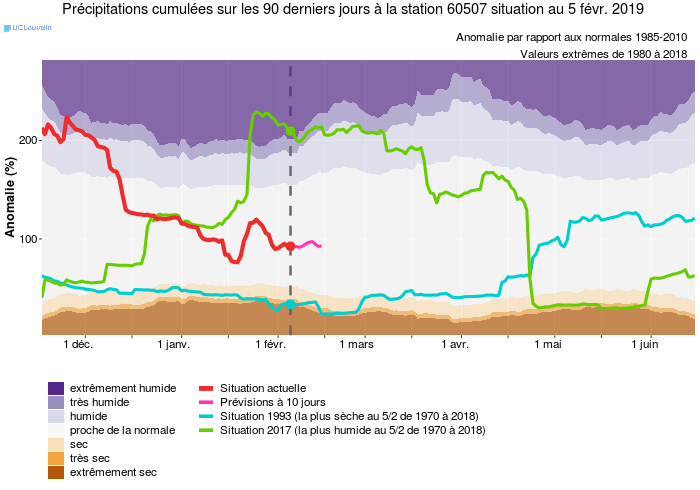 Précipitations cumulées sur les 90 derniers jours à la station 60507 situation au 5 févr. 2019
UCLouvain
Anomalie par rapport aux normales 1985-2010
Valeurs extrêmes de 1980 à 2018
Anomalie (%)
200
100
1 déc.
1 janv.
1 févr.
1 mars
1 avr.
1 mai
1 juin
extrêmement humide
très humide
humide
proche de la normale
sec
très sec
extrêmement sec
Situation actuelle
Prévisions à 10 jours
Situation 1993 (la plus sèche au 5/2 de 1970 à 2018)
Situation 2017 (la plus humide au 5/2 de 1970 à 2018)